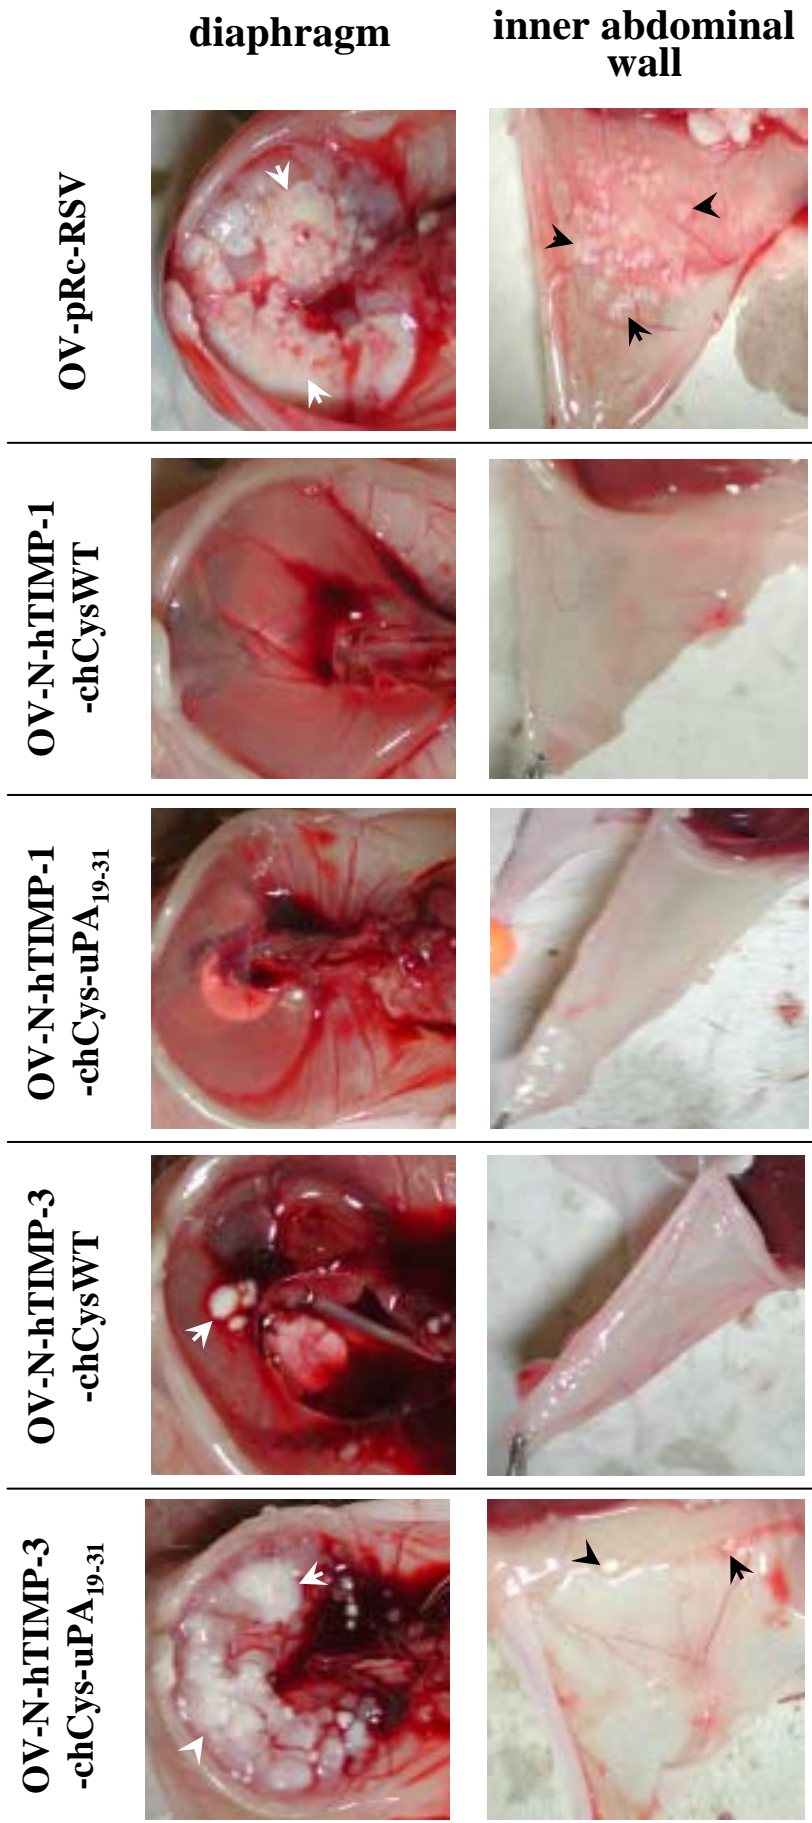 diaphragm
inner abdominal
wall
OV-pRc-RSV
OV-N-hTIMP-1
-chCysWT
OV-N-hTIMP-1
-chCys-uPA19-31
OV-N-hTIMP-3
-chCysWT
OV-N-hTIMP-3
-chCys-uPA19-31